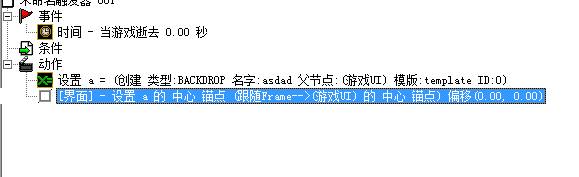 未命名触发器 001
事件
时间 - 当游戏逝去 0.00 秒
条件
动作
设置 a = (创建 类型:BACKDROP 名字:asdad 父节点:(游戏UI) 模版:template ID:0)
[界面] - 设置 a 的 中心 锚点 (跟随Frame-->(游戏UI) 的 中心 锚点) 偏移(0.00, 0.00)